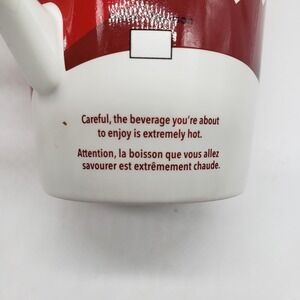 Careful, the beverage you're about
to enjoy is extremely hot.
Attention, la boisson que vous allez
savourer est extrêmement chaude.